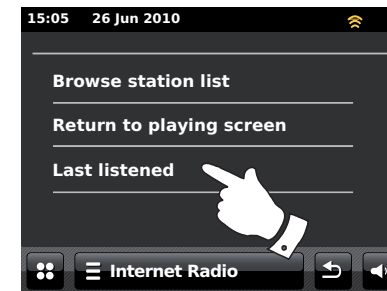 15:05 26 Jun 2010
Browse station list
Return to playing screen
Last listened
Internet Radio